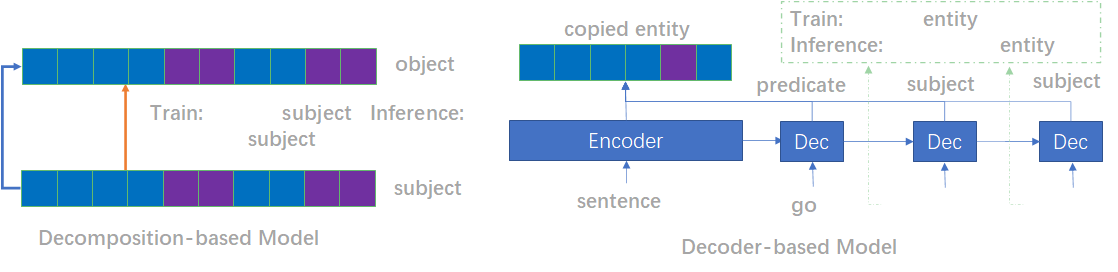 object
Train: subject Inference:
subject
subject
Decomposition-based Model
copied entity
Train: entity
Inference: entity
predicate
subject
subject
Encoder
Dec
Dec
Dec
sentence
go
Decoder-based Model